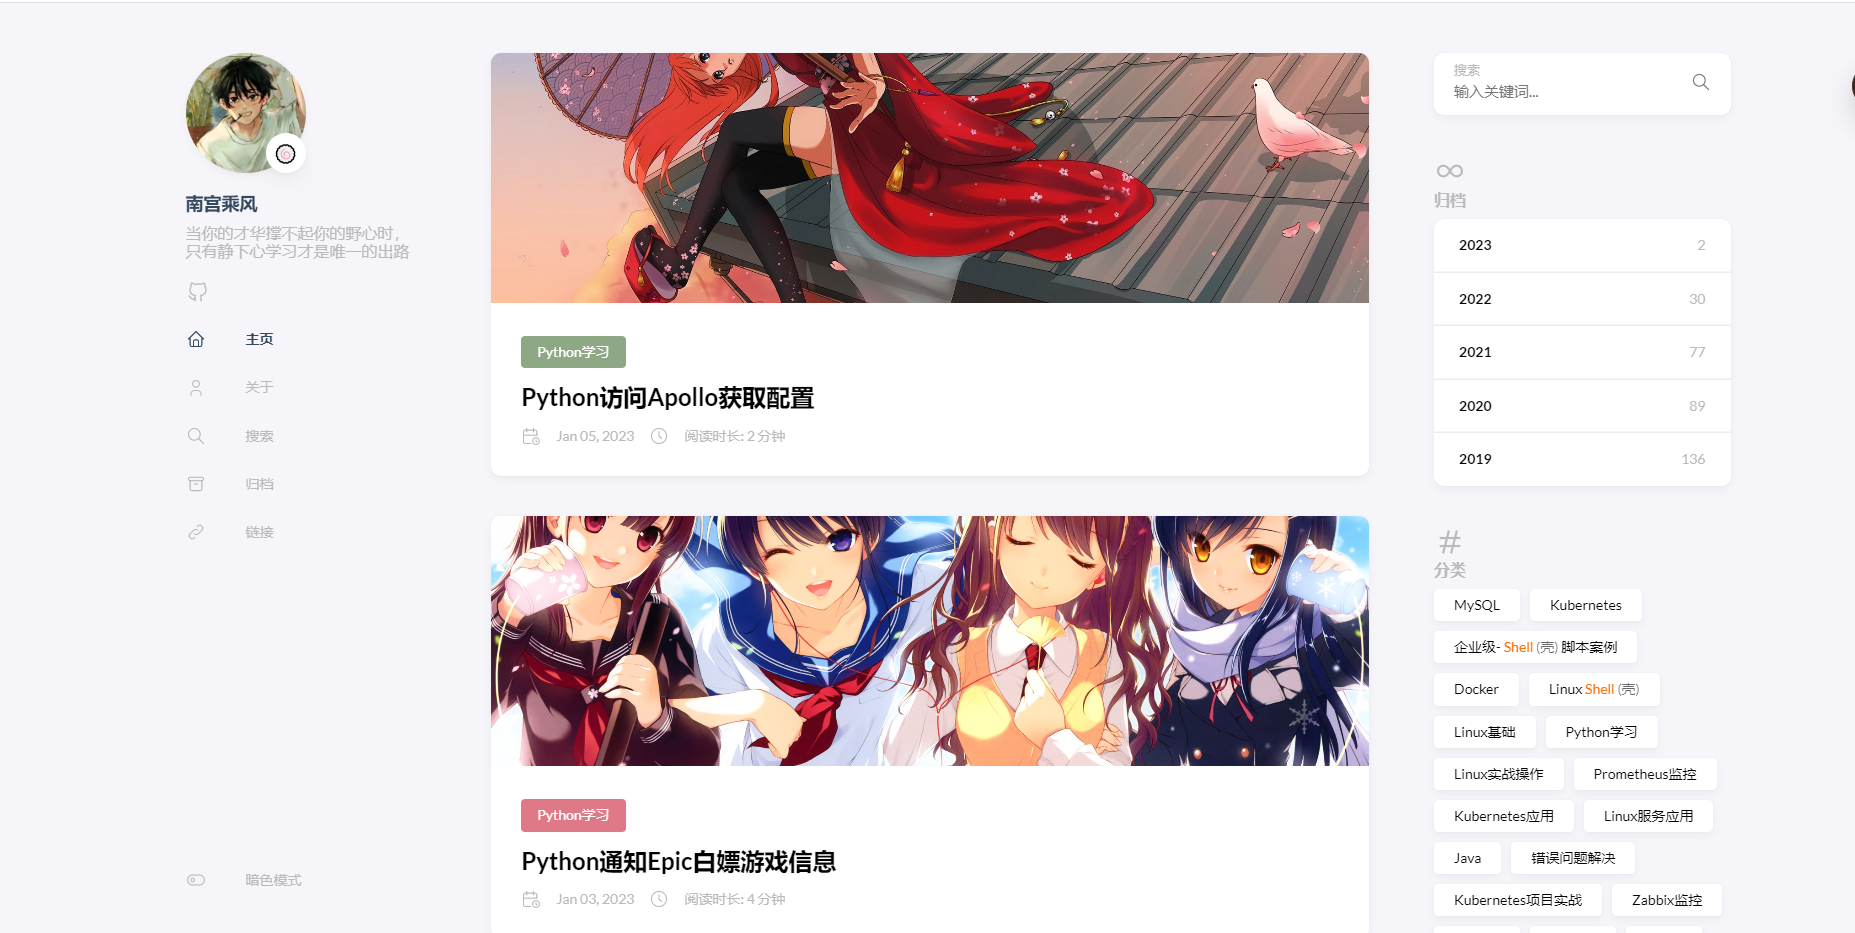 南宫乘风
当你的才华撑不起你的野心时，
只有静下心学习才是唯一的出路
主页
关于
搜索
归档
链接
暗色模式
Python学习
Python访问Apollo获取配置
Jan 05, 2023 阅读时长: 2 分钟
Python学习
Python通知Epic白嫖游戏信息
Jan 03, 2023 阅读时长: 4 分钟
搜索
输入关键词...
归档
2023 2
2022 30
2021 77
2020 89
2019 136
#
分类
MySQL Kubernetes
企业级- Shell (壳) 脚本案例
Docker Linux Shell (壳)
Linux基础 Python学习
Linux实战操作 Prometheus监控
Kubernetes应用 Linux服务应用
Java 错误问题解决
Kubernetes项目实战 Zabbix监控